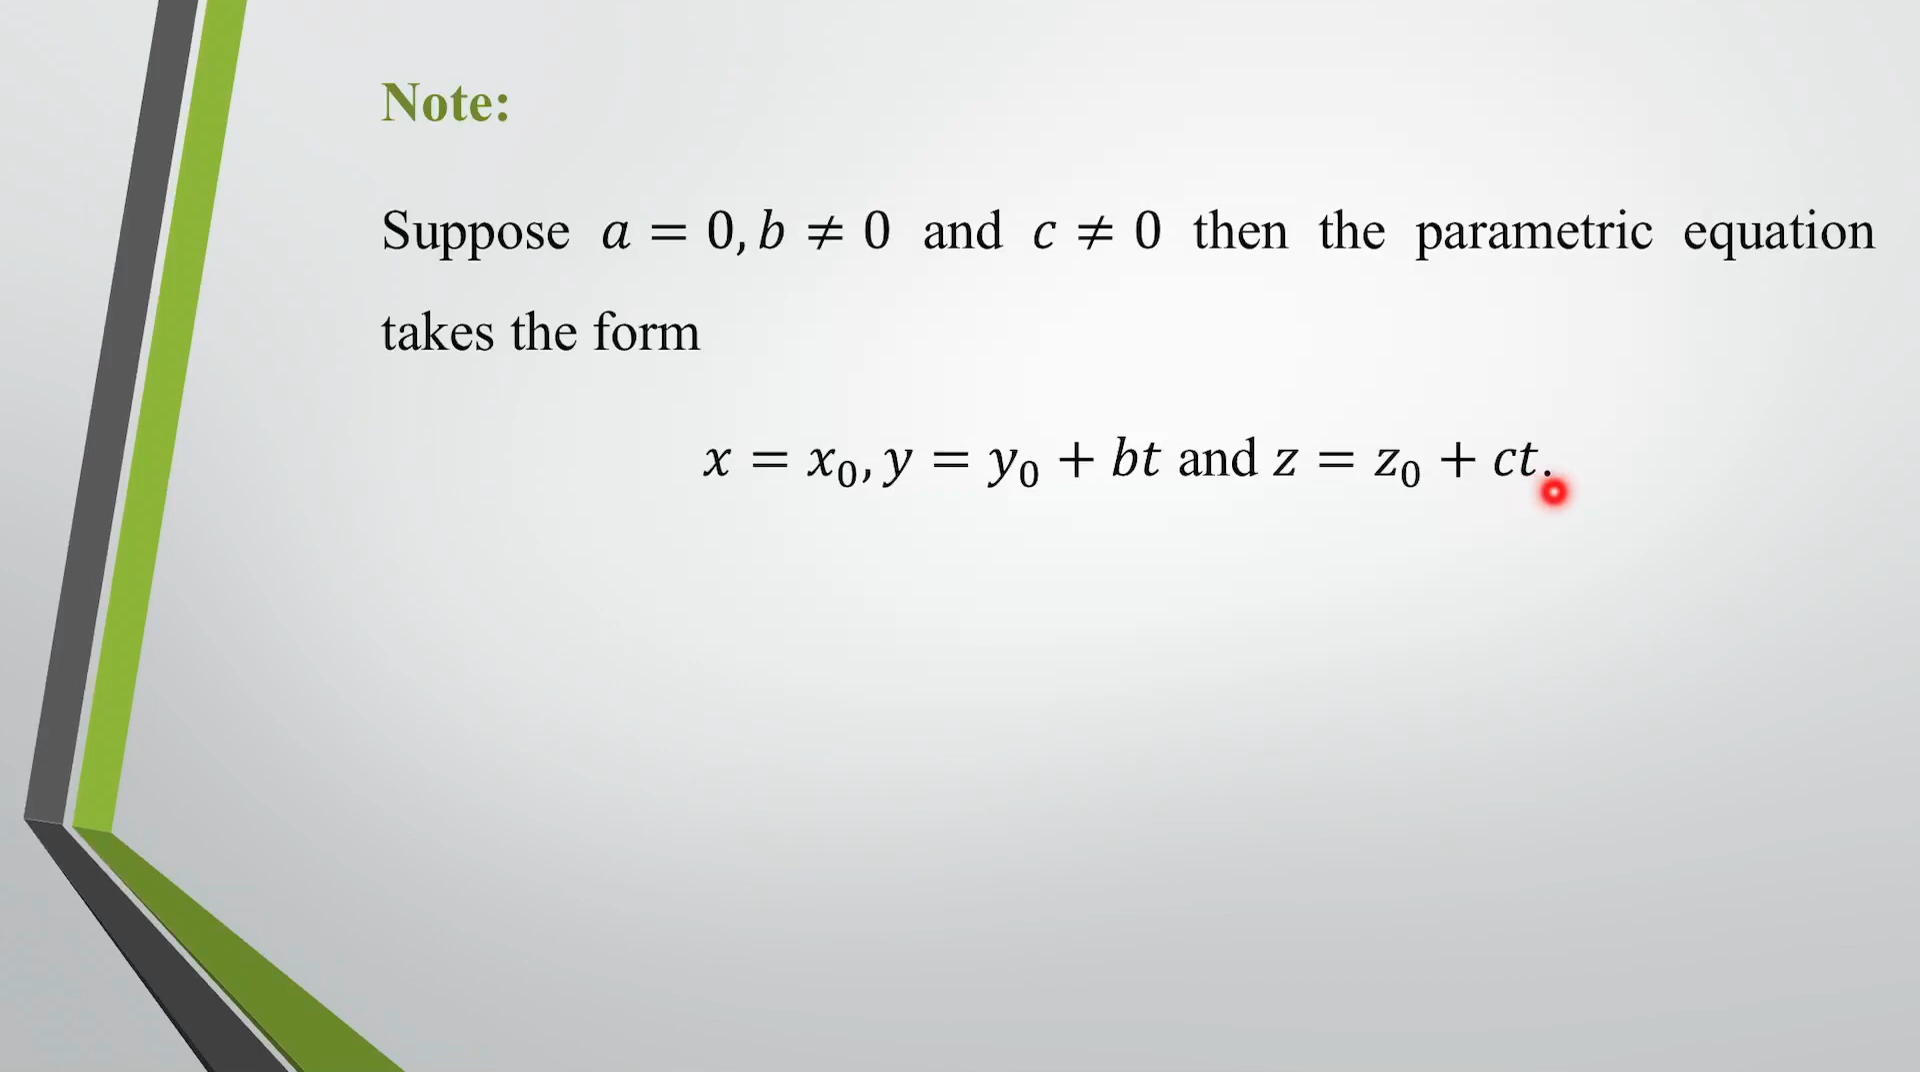 Note:
Suppose a = 0, b ≠ 0 and c ≠ 0 then the parametric equation
takes the form
x = x₀, y = y₀ + bt and z = z₀ + ct.